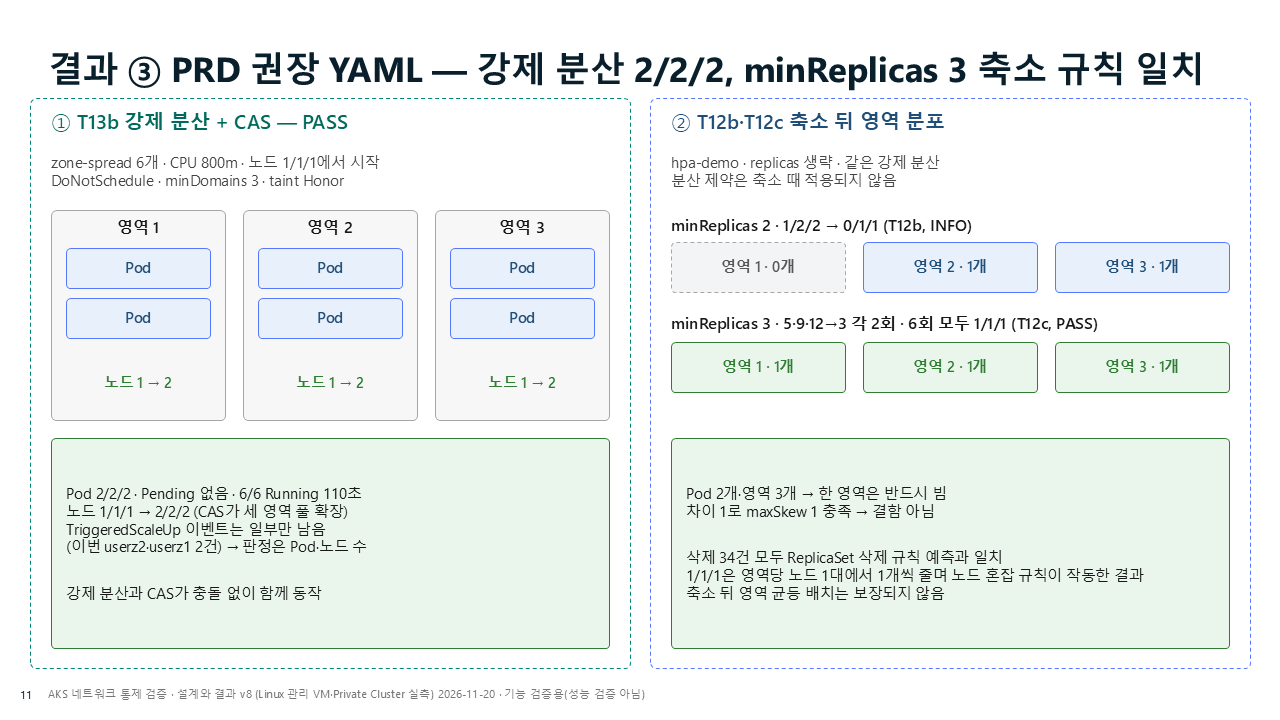 결과 ③ PRD 권장 YAML — 강제 분산 2/2/2, minReplicas 3 축소 규칙 일치
① T13b 강제 분산 + CAS — PASS
zone-spread 6개 · CPU 800m · 노드 1/1/1에서 시작
DoNotSchedule · minDomains 3 · taint Honor
영역 1
영역 2
영역 3
Pod
Pod
Pod
Pod
Pod
Pod
노드 1 → 2
노드 1 → 2
노드 1 → 2
Pod 2/2/2 · Pending 없음 · 6/6 Running 110초
노드 1/1/1 → 2/2/2 (CAS가 세 영역 풀 확장)
TriggeredScaleUp 이벤트는 일부만 남음
(이번 userz2·userz1 2건) → 판정은 Pod·노드 수
강제 분산과 CAS가 충돌 없이 함께 동작
② T12b·T12c 축소 뒤 영역 분포
hpa-demo · replicas 생략 · 같은 강제 분산
분산 제약은 축소 때 적용되지 않음
minReplicas 2 · 1/2/2 → 0/1/1 (T12b, INFO)
영역 1 · 0개
영역 2 · 1개
영역 3 · 1개
minReplicas 3 · 5·9·12→3 각 2회 · 6회 모두 1/1/1 (T12c, PASS)
영역 1 · 1개
영역 2 · 1개
영역 3 · 1개
Pod 2개·영역 3개 → 한 영역은 반드시 빔
차이 1로 maxSkew 1 충족 → 결함 아님
삭제 34건 모두 ReplicaSet 삭제 규칙 예측과 일치
1/1/1은 영역당 노드 1대에서 1개씩 줄며 노드 혼잡 규칙이 작동한 결과
축소 뒤 영역 균등 배치는 보장되지 않음
11 AKS 네트워크 통제 검증 · 설계와 결과 v8 (Linux 관리 VM·Private Cluster 실측) 2026-11-20 · 기능 검증용(성능 검증 아님)